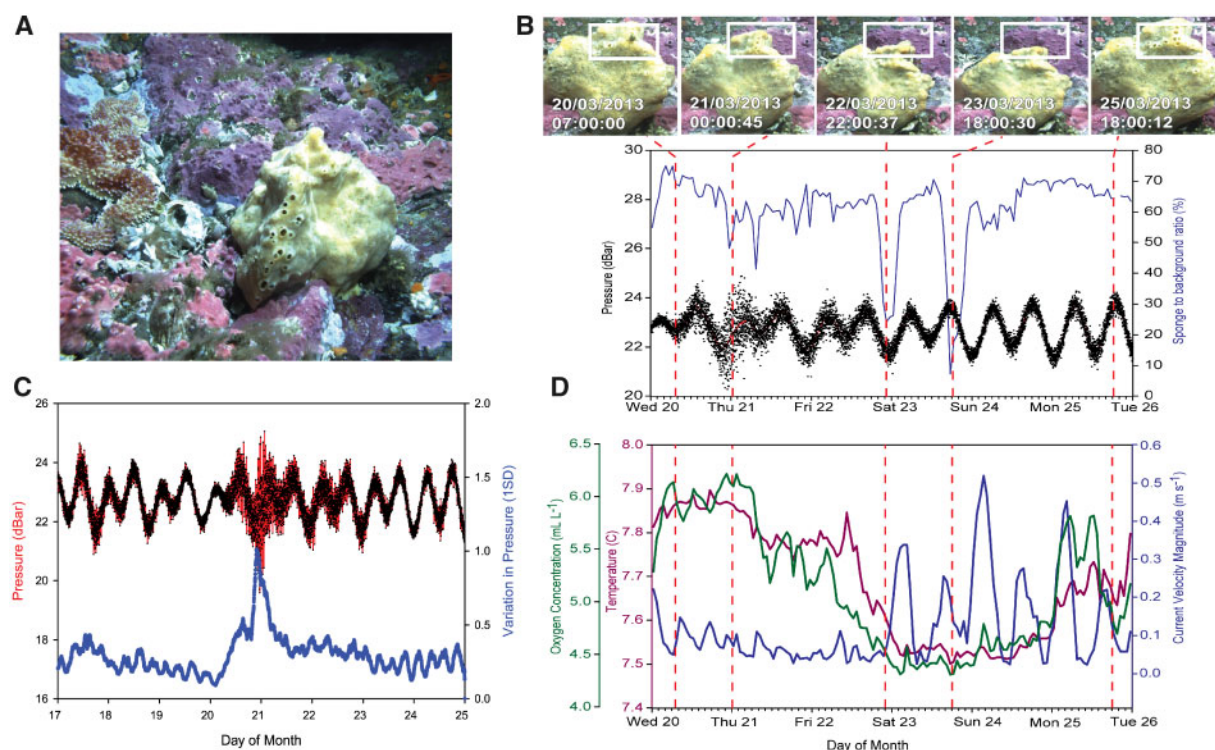 A
B
20/03/2013
07:00:00
21/03/2013
00:00:45
22/03/2013
22:00:37
23/03/2013
18:00:30
25/03/2013
18:00:12
30
28
26
24
22
20
Pressure (dBar)
80
70
60
50
40
30
20
10
0
Sponge to background ratio (%)
Wed 20
Thu 21
Fri 22
Sat 23
Sun 24
Mon 25
Tue 26
C
26
24
22
20
18
16
Pressure (dBar)
2.0
1.5
1.0
0.5
0.0
Variation in Pressure (1SD)
17
18
19
20
21
22
23
24
25
Day of Month
D
6.5
6.0
5.5
5.0
4.5
4.0
Oxygen Concentration (mL L-1)
8.0
7.9
7.8
7.7
7.6
7.5
7.4
Temperature (C)
0.6
0.5
0.4
0.3
0.2
0.1
0.0
Current Velocity Magnitude (m s-1)
Wed 20
Thu 21
Fri 22
Sat 23
Sun 24
Mon 25
Tue 26
Day of Month